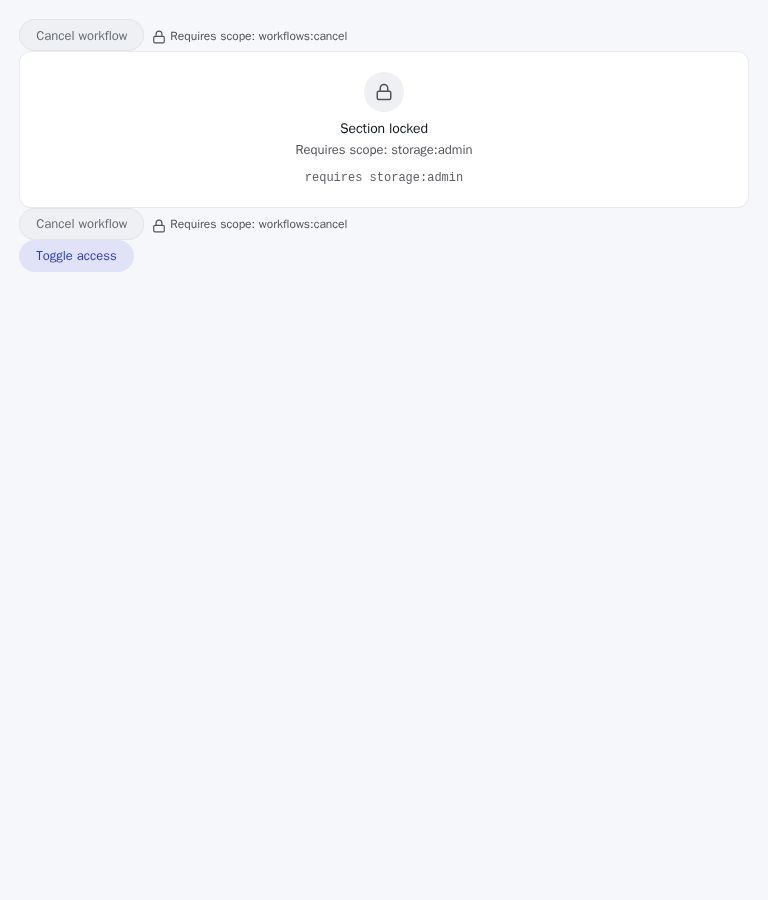 Cancel workflow Requires scope: workflows:cancel
Section locked
Requires scope: storage:admin
requires storage:admin
Cancel workflow Requires scope: workflows:cancel
Toggle access